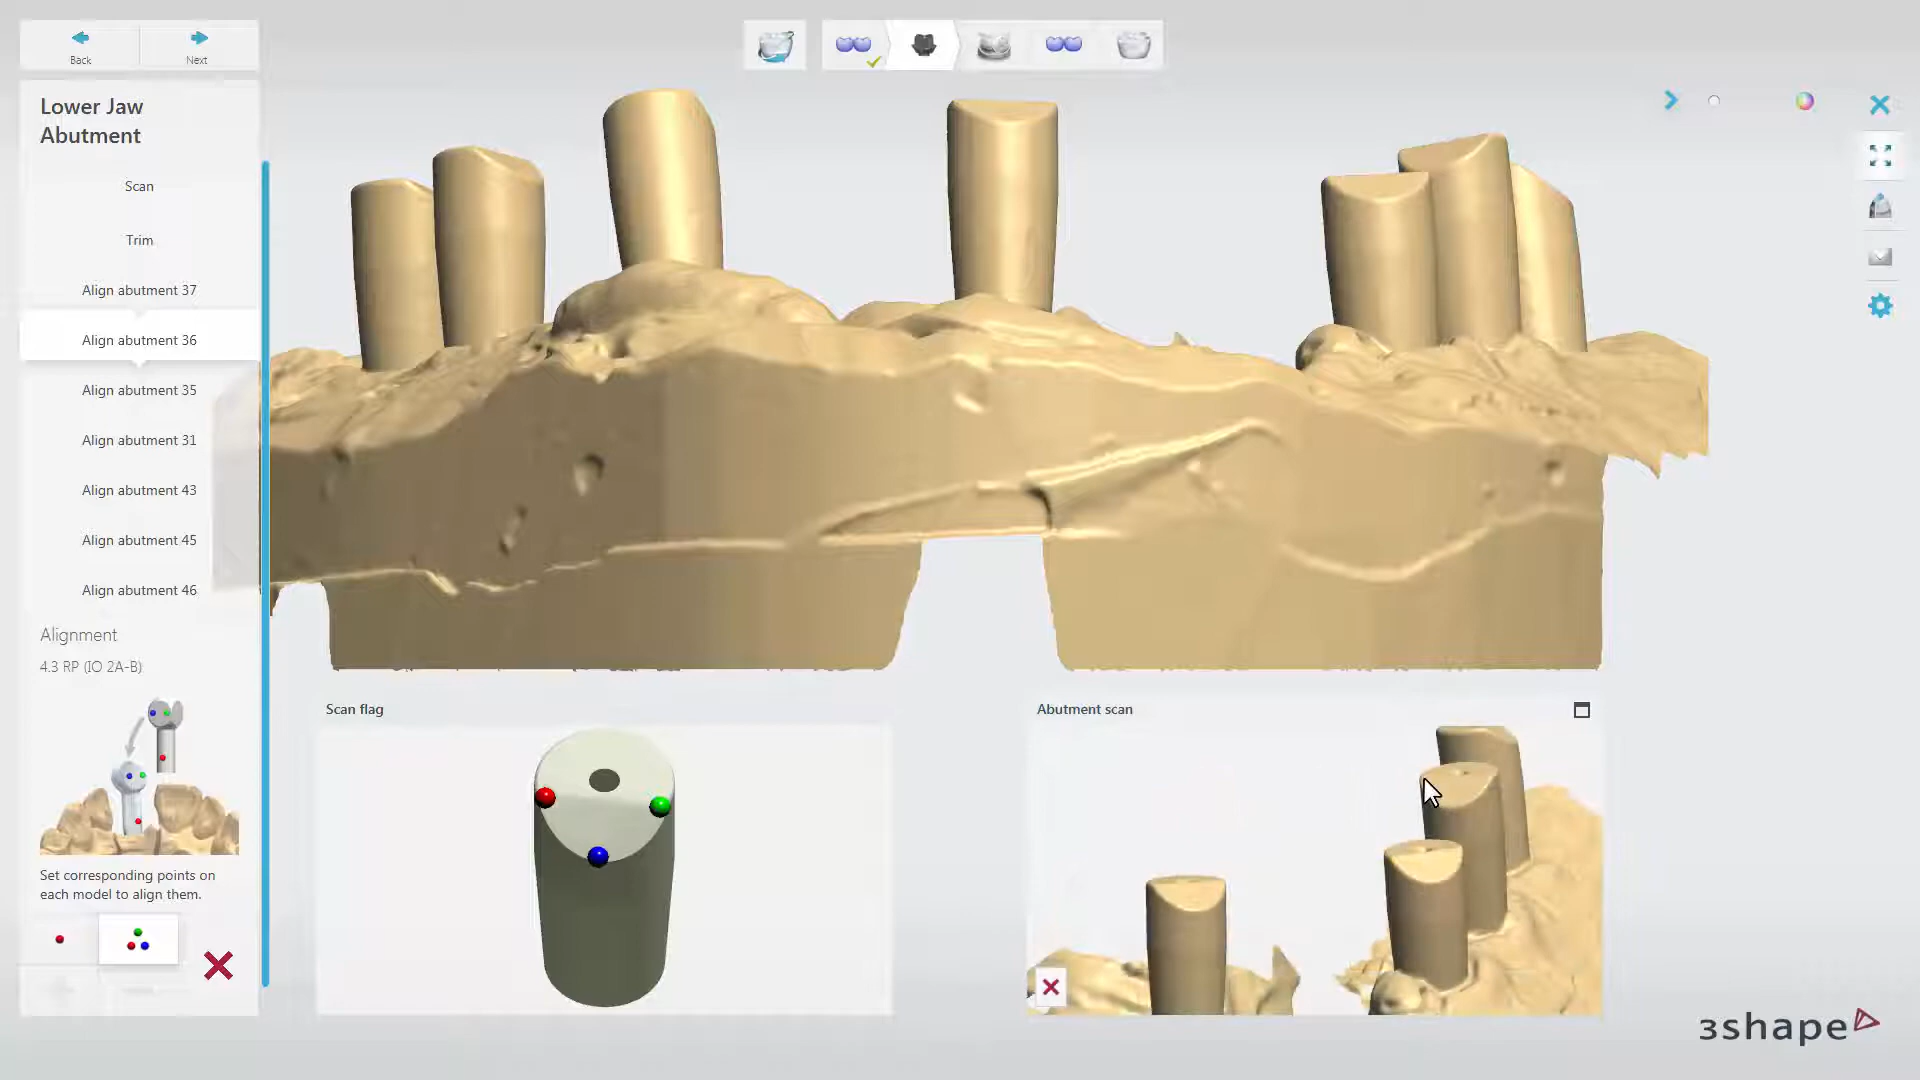 Back
Next
Lower Jaw
Abutment
Scan
Trim
Align abutment 37
Align abutment 36
Align abutment 35
Align abutment 31
Align abutment 43
Align abutment 45
Align abutment 46
Alignment
4.3 RP (IO 2A-B)
Set corresponding points on
each model to align them.
Scan flag
Abutment scan
3shape